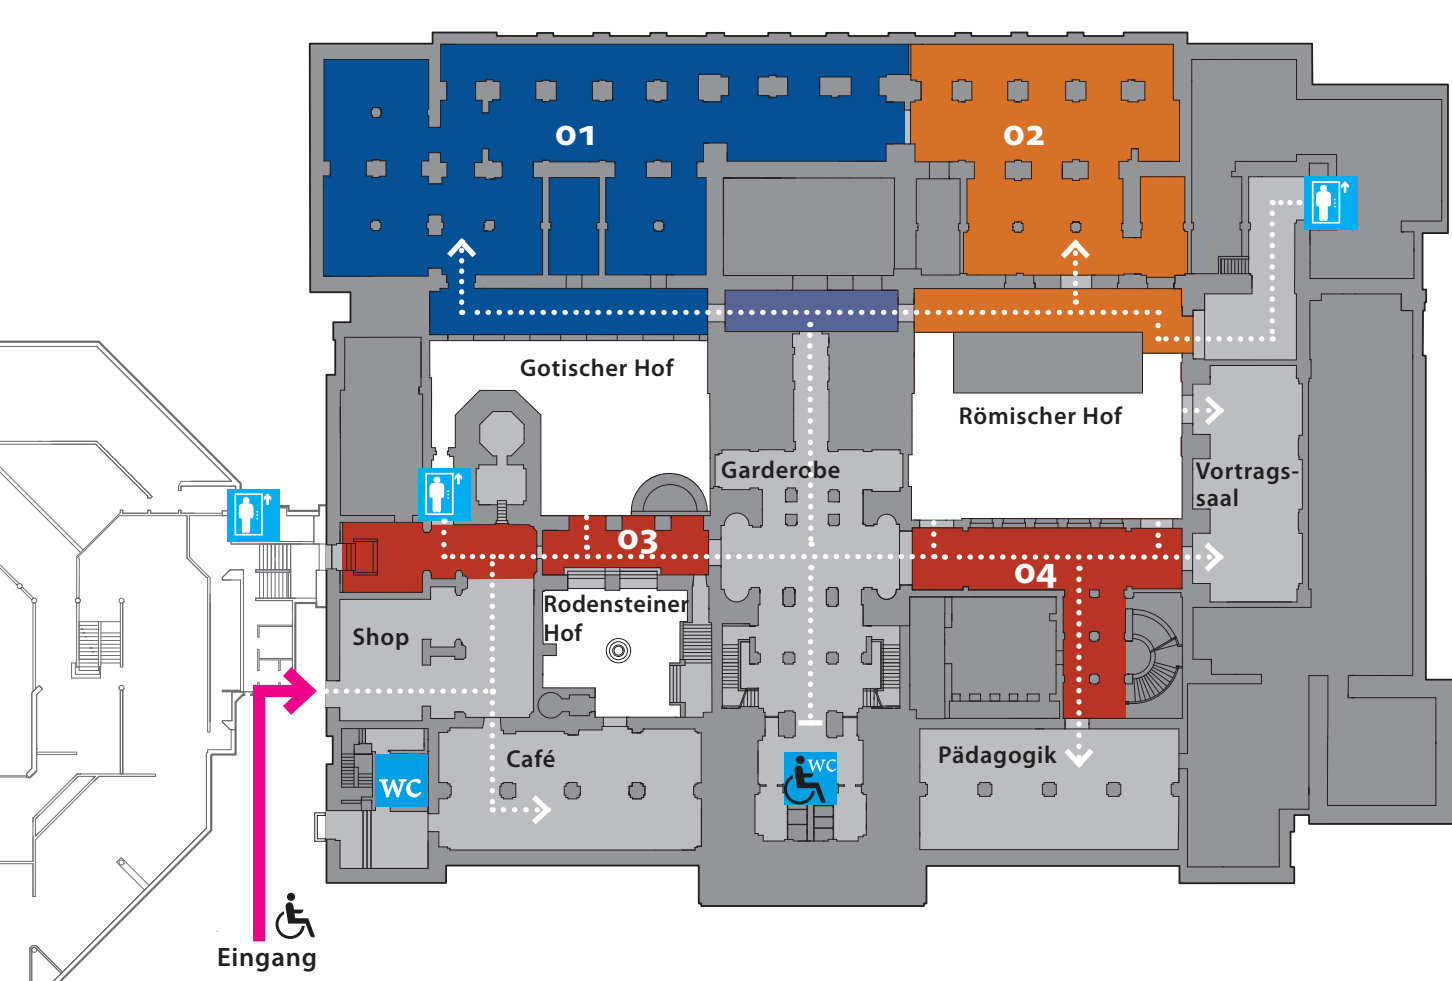 01
02
Gotischer Hof
Römischer Hof
Garderobe
Vortrags-
saal
03
04
Rodensteiner
Hof
Shop
Café
Pädagogik
WC
WC
Eingang